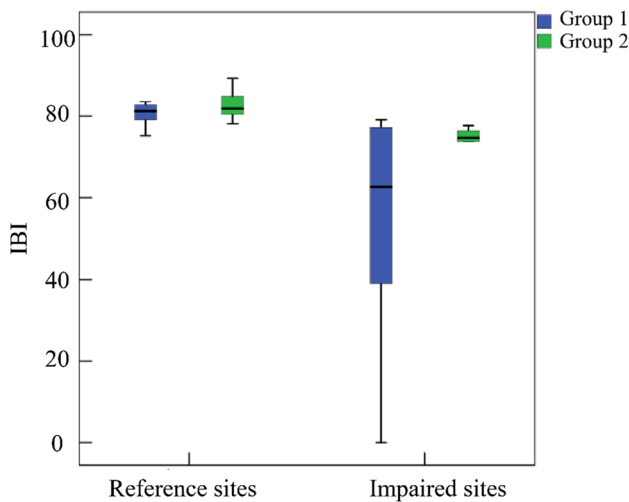 Group 1
Group 2
100
80
60
40
20
0
IBI
Reference sites
Impaired sites